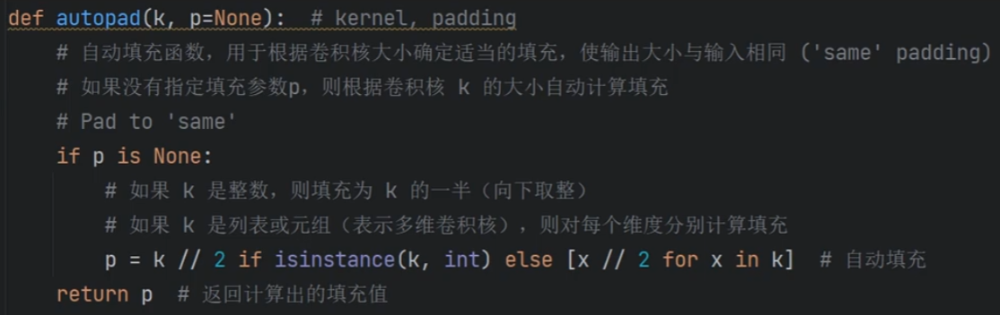 def autopad(k, p=None):  # kernel, padding
    # 自动填充函数，用于根据卷积核大小确定适当的填充，使输出大小与输入相同 ('same' padding)
    # 如果没有指定填充参数p，则根据卷积核 k 的大小自动计算填充
    # Pad to 'same'
    if p is None:
        # 如果 k 是整数，则填充为 k 的一半（向下取整）
        # 如果 k 是列表或元组（表示多维卷积核），则对每个维度分别计算填充
        p = k // 2 if isinstance(k, int) else [x // 2 for x in k]  # 自动填充
    return p  # 返回计算出的填充值